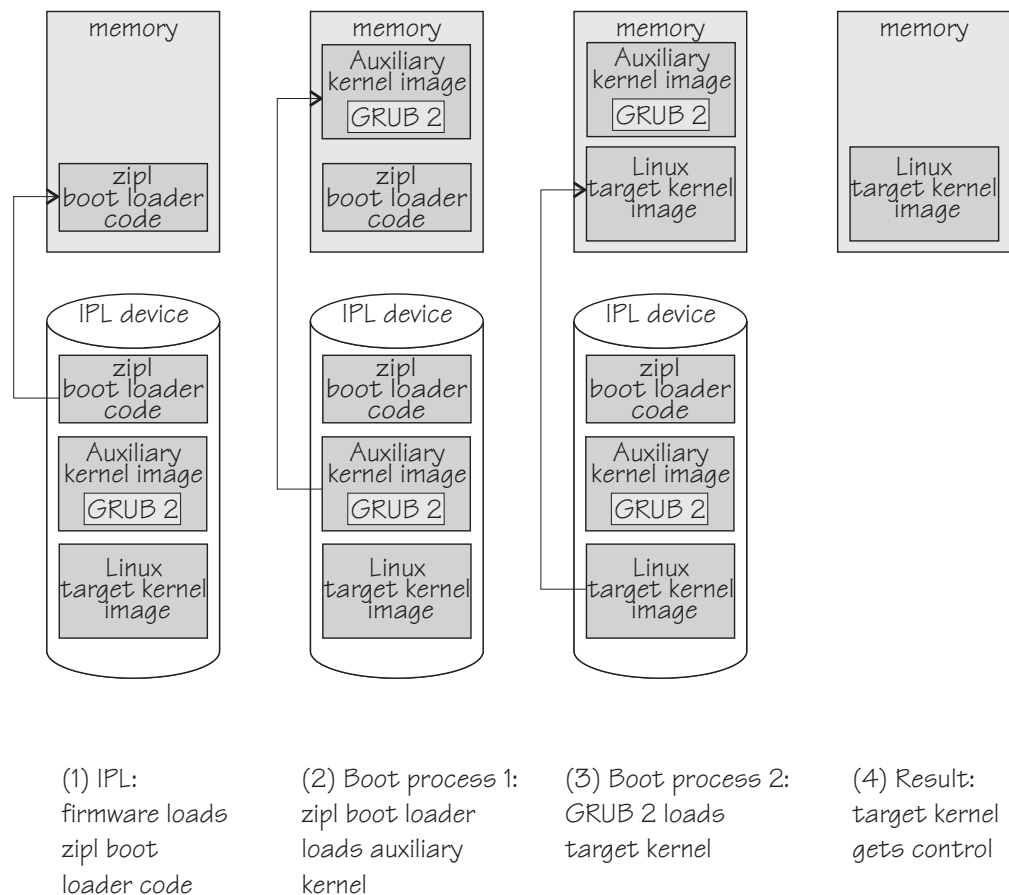 memory
zipl
boot loader
code
IPL device
zipl
boot loader
code
Auxiliary
kernel image
GRUB 2
Linux
target kernel
image
(1) IPL:
firmware loads
zipl boot
loader code
memory
Auxiliary
kernel image
GRUB 2
zipl
boot loader
code
IPL device
zipl
boot loader
code
Auxiliary
kernel image
GRUB 2
Linux
target kernel
image
(2) Boot process 1:
zipl boot loader
loads auxiliary
kernel
memory
Auxiliary
kernel image
GRUB 2
Linux
target kernel
image
IPL device
zipl
boot loader
code
Auxiliary
kernel image
GRUB 2
Linux
target kernel
image
(3) Boot process 2:
GRUB 2 loads
target kernel
memory
Linux
target kernel
image
(4) Result:
target kernel
gets control